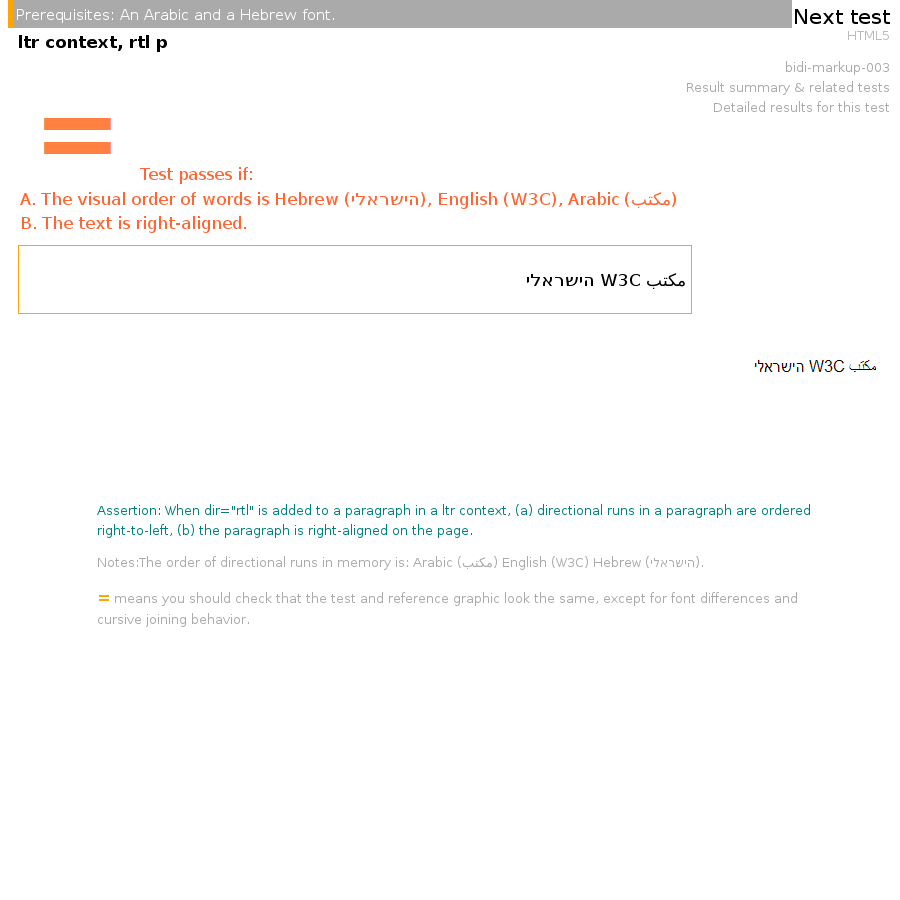 Prerequisites: An Arabic and a Hebrew font.
Next test
ltr context, rtl p
HTML5
bidi-markup-003
Result summary & related tests
Detailed results for this test
Test passes if:
A. The visual order of words is Hebrew (הישראלי), English (W3C), Arabic (مكتب)
B. The text is right-aligned.
مكتب W3C הישראלי
مكتب W3C הישראלי
Assertion: When dir="rtl" is added to a paragraph in a ltr context, (a) directional runs in a paragraph are ordered
right-to-left, (b) the paragraph is right-aligned on the page.
Notes:The order of directional runs in memory is: Arabic (مكتب) English (W3C) Hebrew (הישראלי).
= means you should check that the test and reference graphic look the same, except for font differences and
cursive joining behavior.